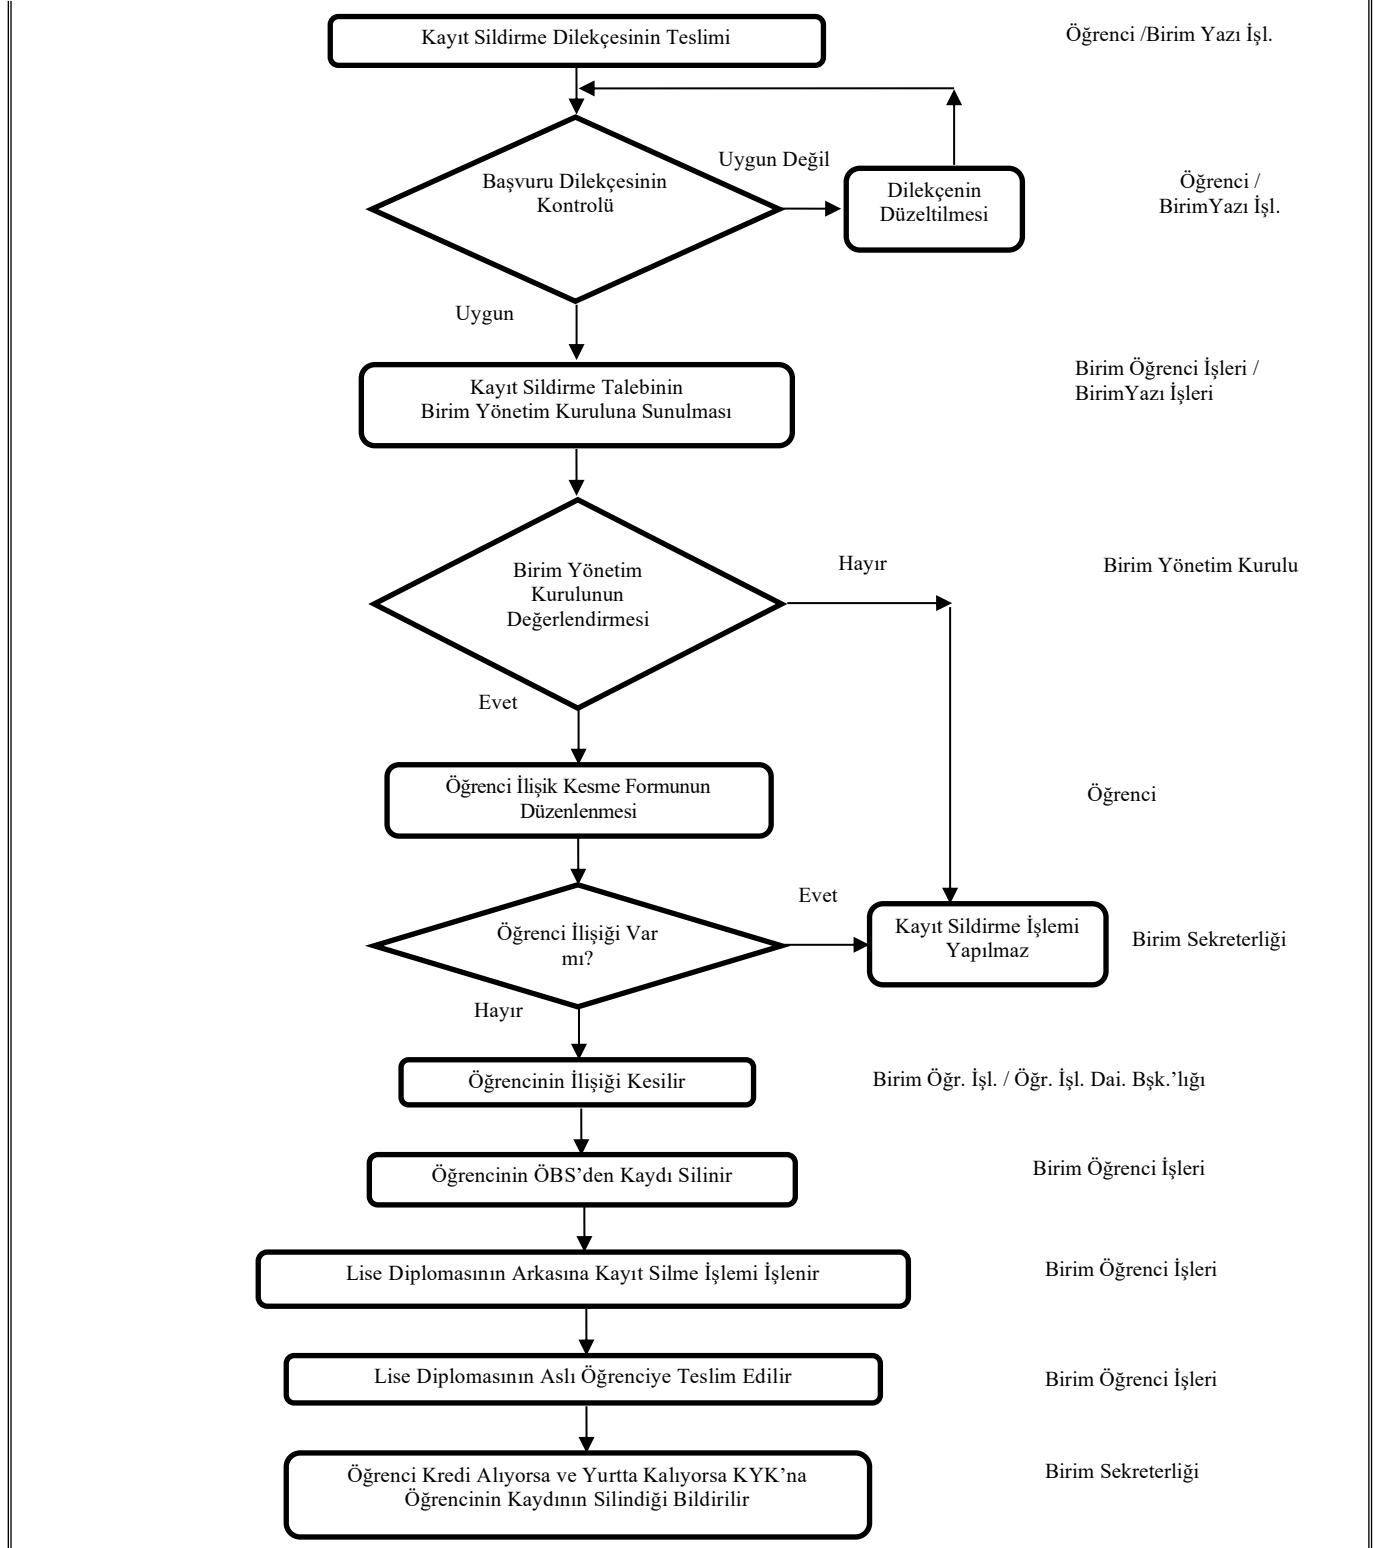 Kayıt Sildirme Dilekçesinin Teslimi
Öğrenci /Birim Yazı İşl.
Uygun Değil
Başvuru Dilekçesinin
Kontrolü
Dilekçenin
Düzeltilmesi
Öğrenci /
BirimYazı İşl.
Uygun
Kayıt Sildirme Talebinin
Birim Yönetim Kuruluna Sunulması
Birim Öğrenci İşleri /
BirimYazı İşleri
Birim Yönetim
Kurulunun
Değerlendirmesi
Hayır
Birim Yönetim Kurulu
Evet
Öğrenci İlişik Kesme Formunun
Düzenlenmesi
Öğrenci
Öğrenci İlişiği Var
mı?
Evet
Kayıt Sildirme İşlemi
Yapılmaz
Birim Sekreterliği
Hayır
Öğrencinin İlişiği Kesilir
Birim Öğr. İşl. / Öğr. İşl. Dai. Bşk.’lığı
Öğrencinin ÖBS’den Kaydı Silinir
Birim Öğrenci İşleri
Lise Diplomasının Arkasına Kayıt Silme İşlemi İşlenir
Birim Öğrenci İşleri
Lise Diplomasının Aslı Öğrenciye Teslim Edilir
Birim Öğrenci İşleri
Öğrenci Kredi Alıyorsa ve Yurtta Kalıyorsa KYK’na
Öğrencinin Kaydının Silindiği Bildirilir
Birim Sekreterliği